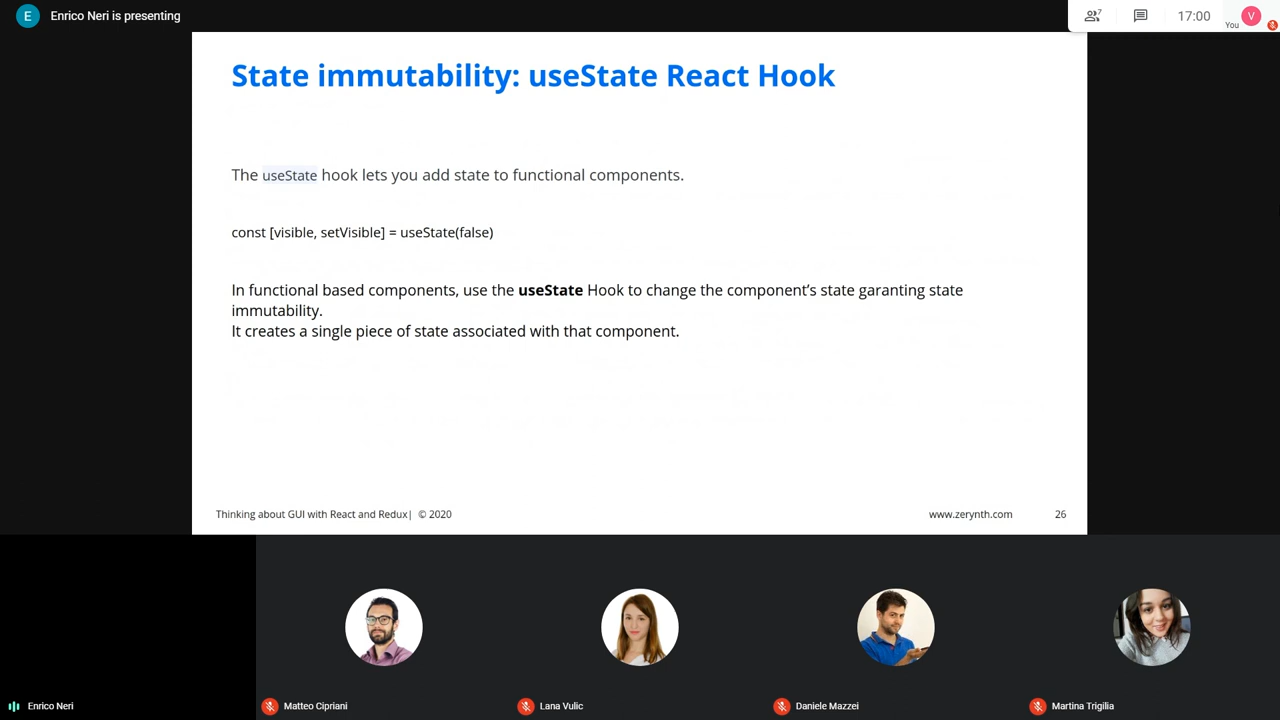 E Enrico Neri is presenting
7 17:00 You V
State immutability: useState React Hook
The useState hook lets you add state to functional components.
const [visible, setVisible] = useState(false)
In functional based components, use the useState Hook to change the component’s state garanting state
immutability.
It creates a single piece of state associated with that component.
Thinking about GUI with React and Redux| © 2020 www.zerynth.com 26
Enrico Neri Matteo Cipriani Lana Vulic Daniele Mazzei Martina Trigilia